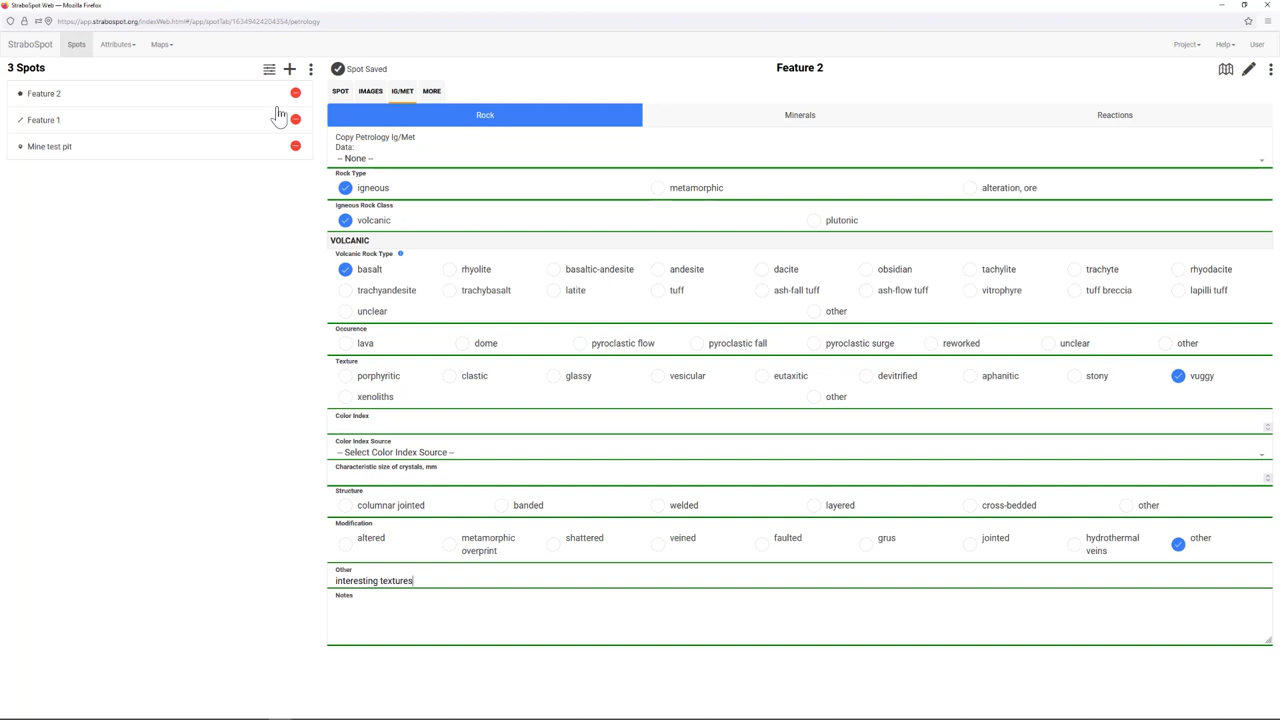 StraboSpot Web — Mozilla Firefox
https://app.strabospot.org/indexWeb.html#/app/spotTab/16349424204354/petrology
StraboSpot Spots Attributes Maps Project Help User
3 Spots
Feature 2
Feature 1
Mine test pit
Spot Saved Feature 2
SPOT IMAGES IG/MET MORE
Rock Minerals Reactions
Copy Petrology Ig/Met
Data:
-- None --
Rock Type
igneous metamorphic alteration, ore
Igneous Rock Class
volcanic plutonic
VOLCANIC
Volcanic Rock Type
basalt rhyolite basaltic-andesite andesite dacite obsidian tachylite trachyte rhyodacite
trachyandesite trachybasalt latite tuff ash-fall tuff ash-flow tuff vitrophyre tuff breccia lapilli tuff
unclear other
Occurence
lava dome pyroclastic flow pyroclastic fall pyroclastic surge reworked unclear other
Texture
porphyritic clastic glassy vesicular eutaxitic devitrified aphanitic stony vuggy
xenoliths other
Color Index
Color Index Source
-- Select Color Index Source --
Characteristic size of crystals, mm
Structure
columnar jointed banded welded layered cross-bedded other
Modification
altered metamorphic overprint shattered veined faulted grus jointed hydrothermal veins other
Other
interesting textures
Notes